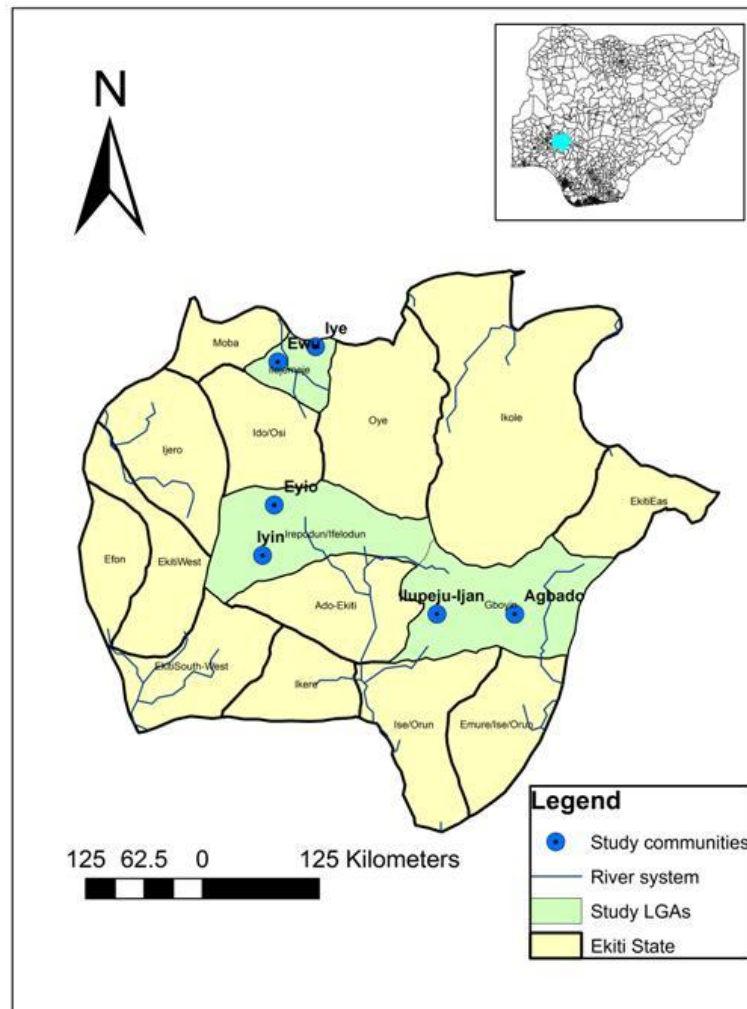 N
Iye
Moba
Ewu
Ilejemeje
Ido/Osi
Oye
Ikole
Ijero
EkitiEas
Eyio
Irepodun/Ifelodun
Iyin
Efon
EkitiWest
Ado-Ekiti
Ilupeju-Ijan
Gboyin
Agbado
EkitiSouth-West
Ikere
Ise/Orun
Emure/Ise/Orun
Legend
Study communities
River system
Study LGAs
Ekiti State
125 62.5 0 125 Kilometers